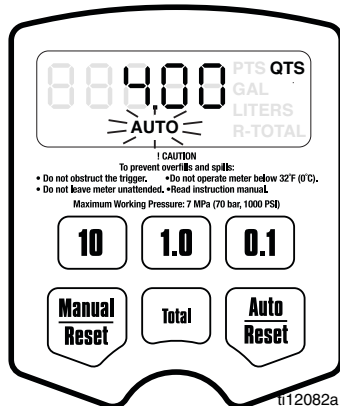 4.00
PTS QTS
GAL
LITERS
R-TOTAL
AUTO
! CAUTION
To prevent overfills and spills:
• Do not obstruct the trigger. •Do not operate meter below 32°F (0°C).
• Do not leave meter unattended. •Read instruction manual.
Maximum Working Pressure: 7 MPa (70 bar, 1000 PSI)
10
1.0
0.1
Manual
Reset
Total
Auto
Reset
ti12082a